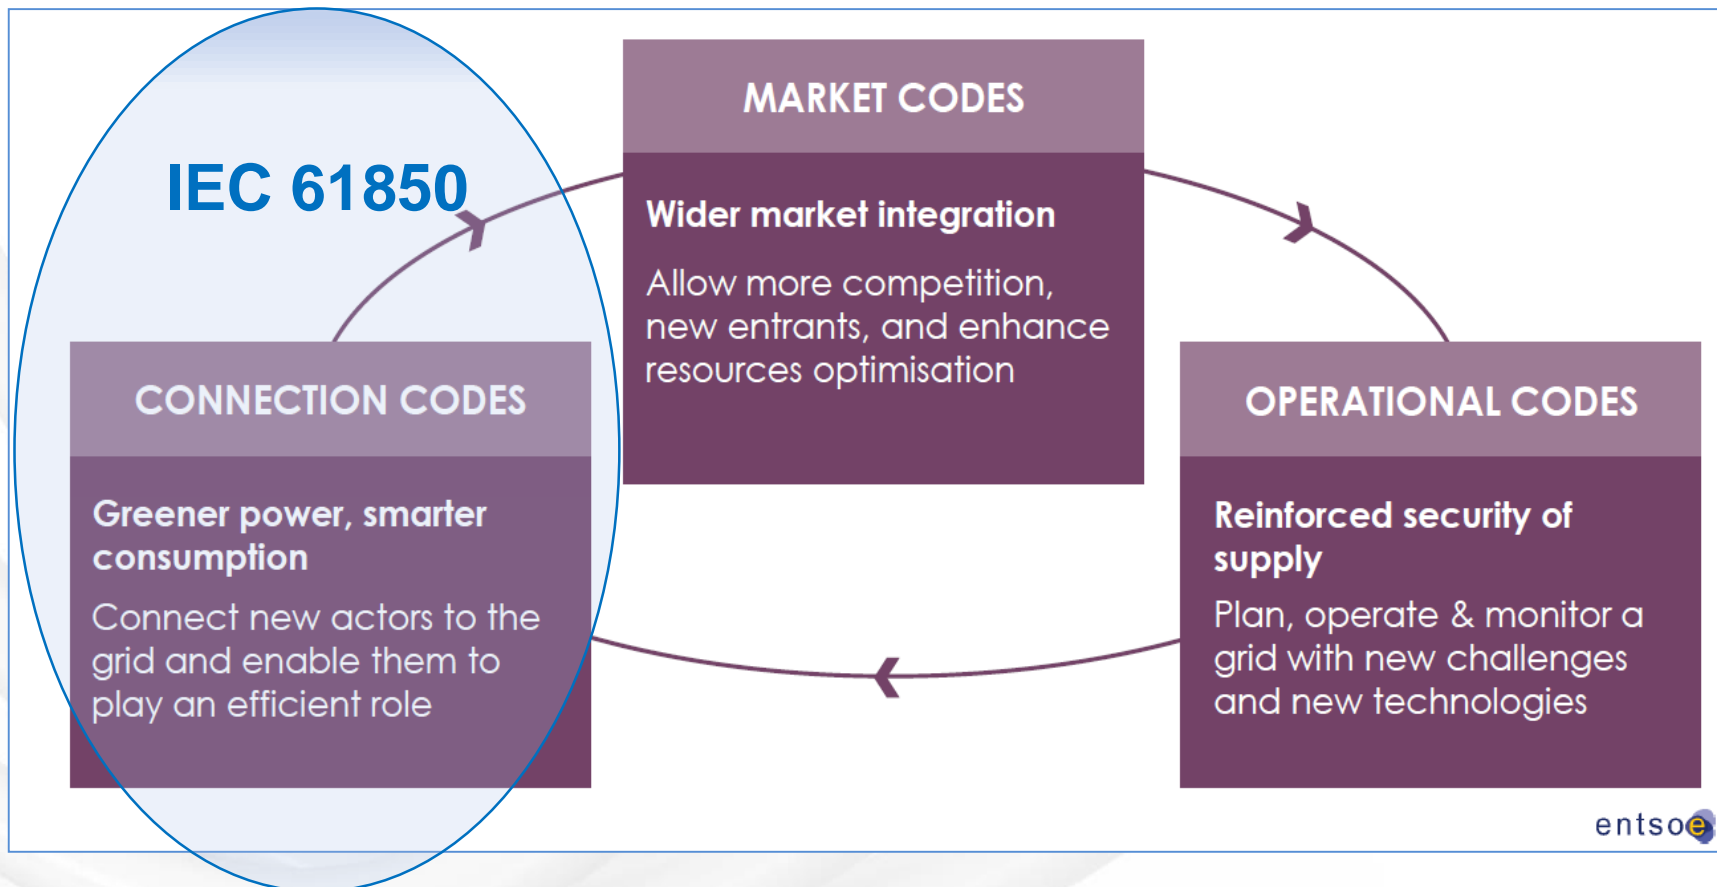 IEC 61850
MARKET CODES
Wider market integration
Allow more competition,
new entrants, and enhance
resources optimisation
CONNECTION CODES
Greener power, smarter
consumption
Connect new actors to the
grid and enable them to
play an efficient role
OPERATIONAL CODES
Reinforced security of
supply
Plan, operate & monitor a
grid with new challenges
and new technologies
entsoe